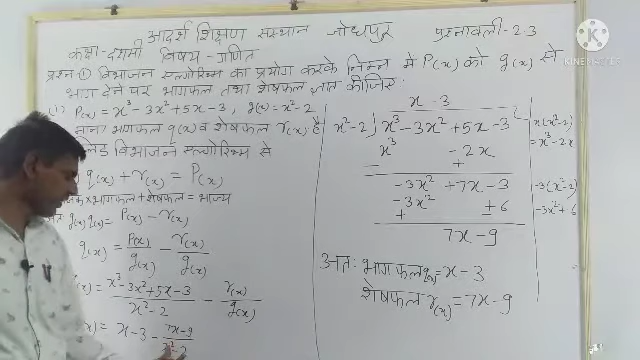 आदर्श शिक्षण संस्थान जोधपुर प्रश्नावली-2.3
कक्षा-दशमी विषय-गणित
प्रश्न ① विभाजन एल्गोरिथ्म का प्रयोग करके निम्न में P(x) को g(x) से
भाग देने पर भागफल तथा शेषफल ज्ञात कीजिए
(i) P(x) = x³ - 3x² + 5x - 3, g(x) = x² - 2
माना भागफल q(x) व शेषफल r(x) है
विभाजन एल्गोरिथ्म से
q(x) + r(x) = P(x)
भागफल + शेषफल = भाज्य
g(x) q(x) = P(x) - r(x)
q(x) = P(x)/g(x) - r(x)/g(x)
= x³ - 3x² + 5x - 3/x² - 2 - r(x)/g(x)
(x) = x - 3 - 7x - 9/x² - 2
x - 3
x² - 2 ) x³ - 3x² + 5x - 3
x³ - 2x
- +
-3x² + 7x - 3
-3x² ± 6
+
7x - 9
अतः भागफल q(x) = x - 3
शेषफल r(x) = 7x - 9
x(x² - 2)
= x³ - 2x
-3(x² - 2)
-3x² + 6
Made with
KINEMASTER